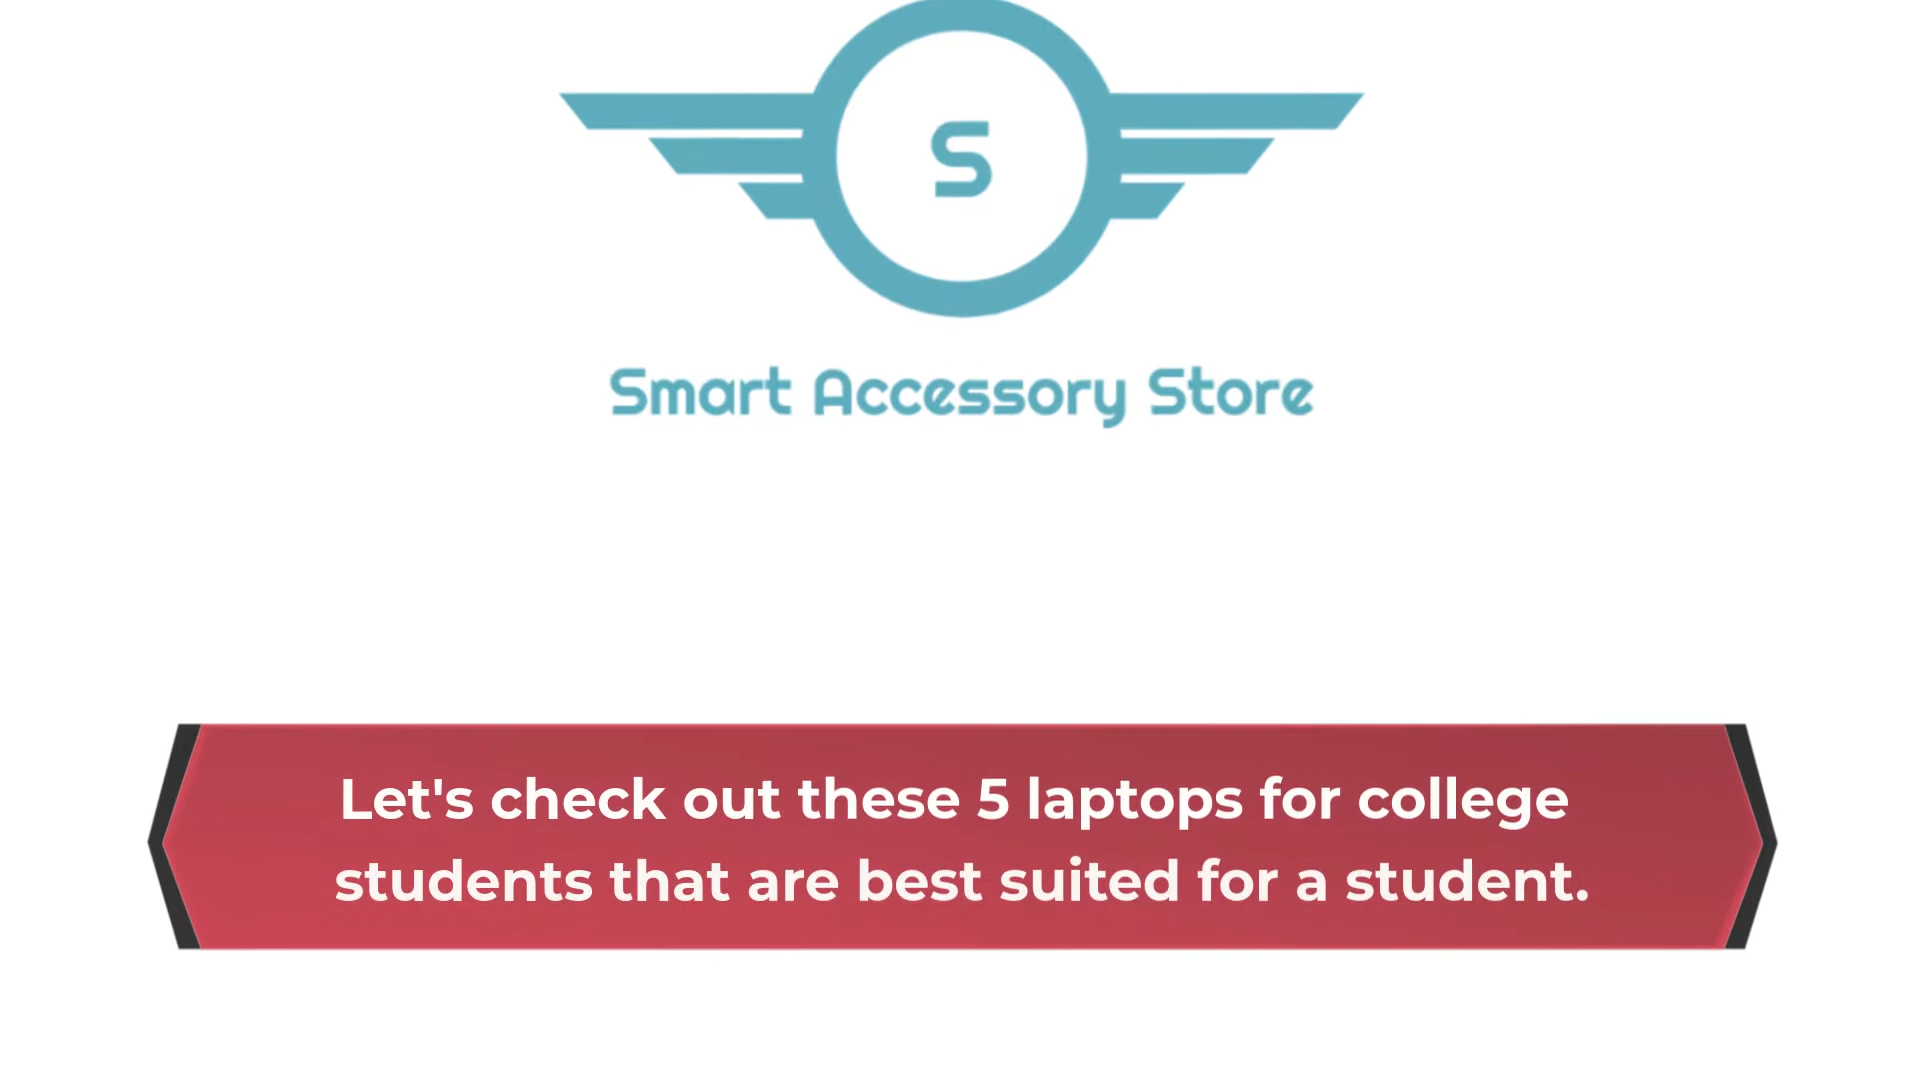 S
Smart Accessory Store
Let's check out these 5 laptops for college
students that are best suited for a student.